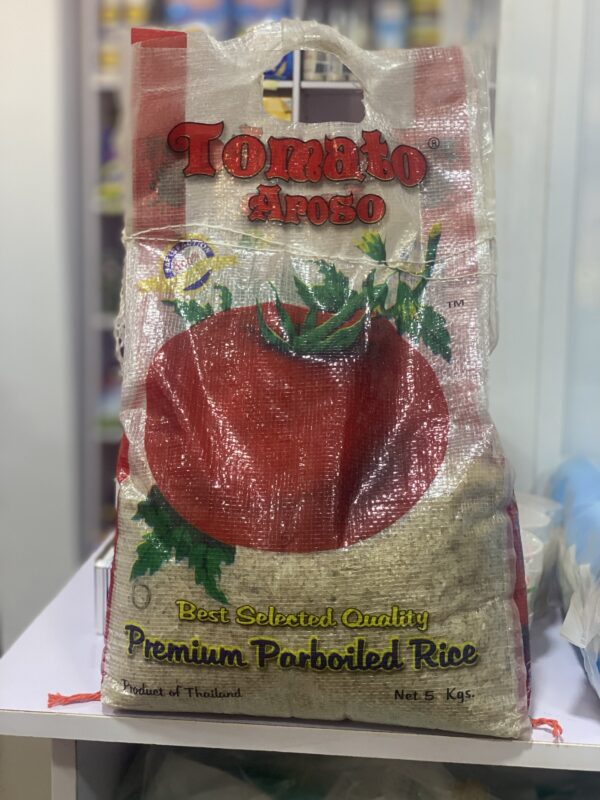 Tomato ®
Aroso
TM
Best Selected Quality
Premium Parboiled Rice
Product of Thailand
Net 5 Kgs.